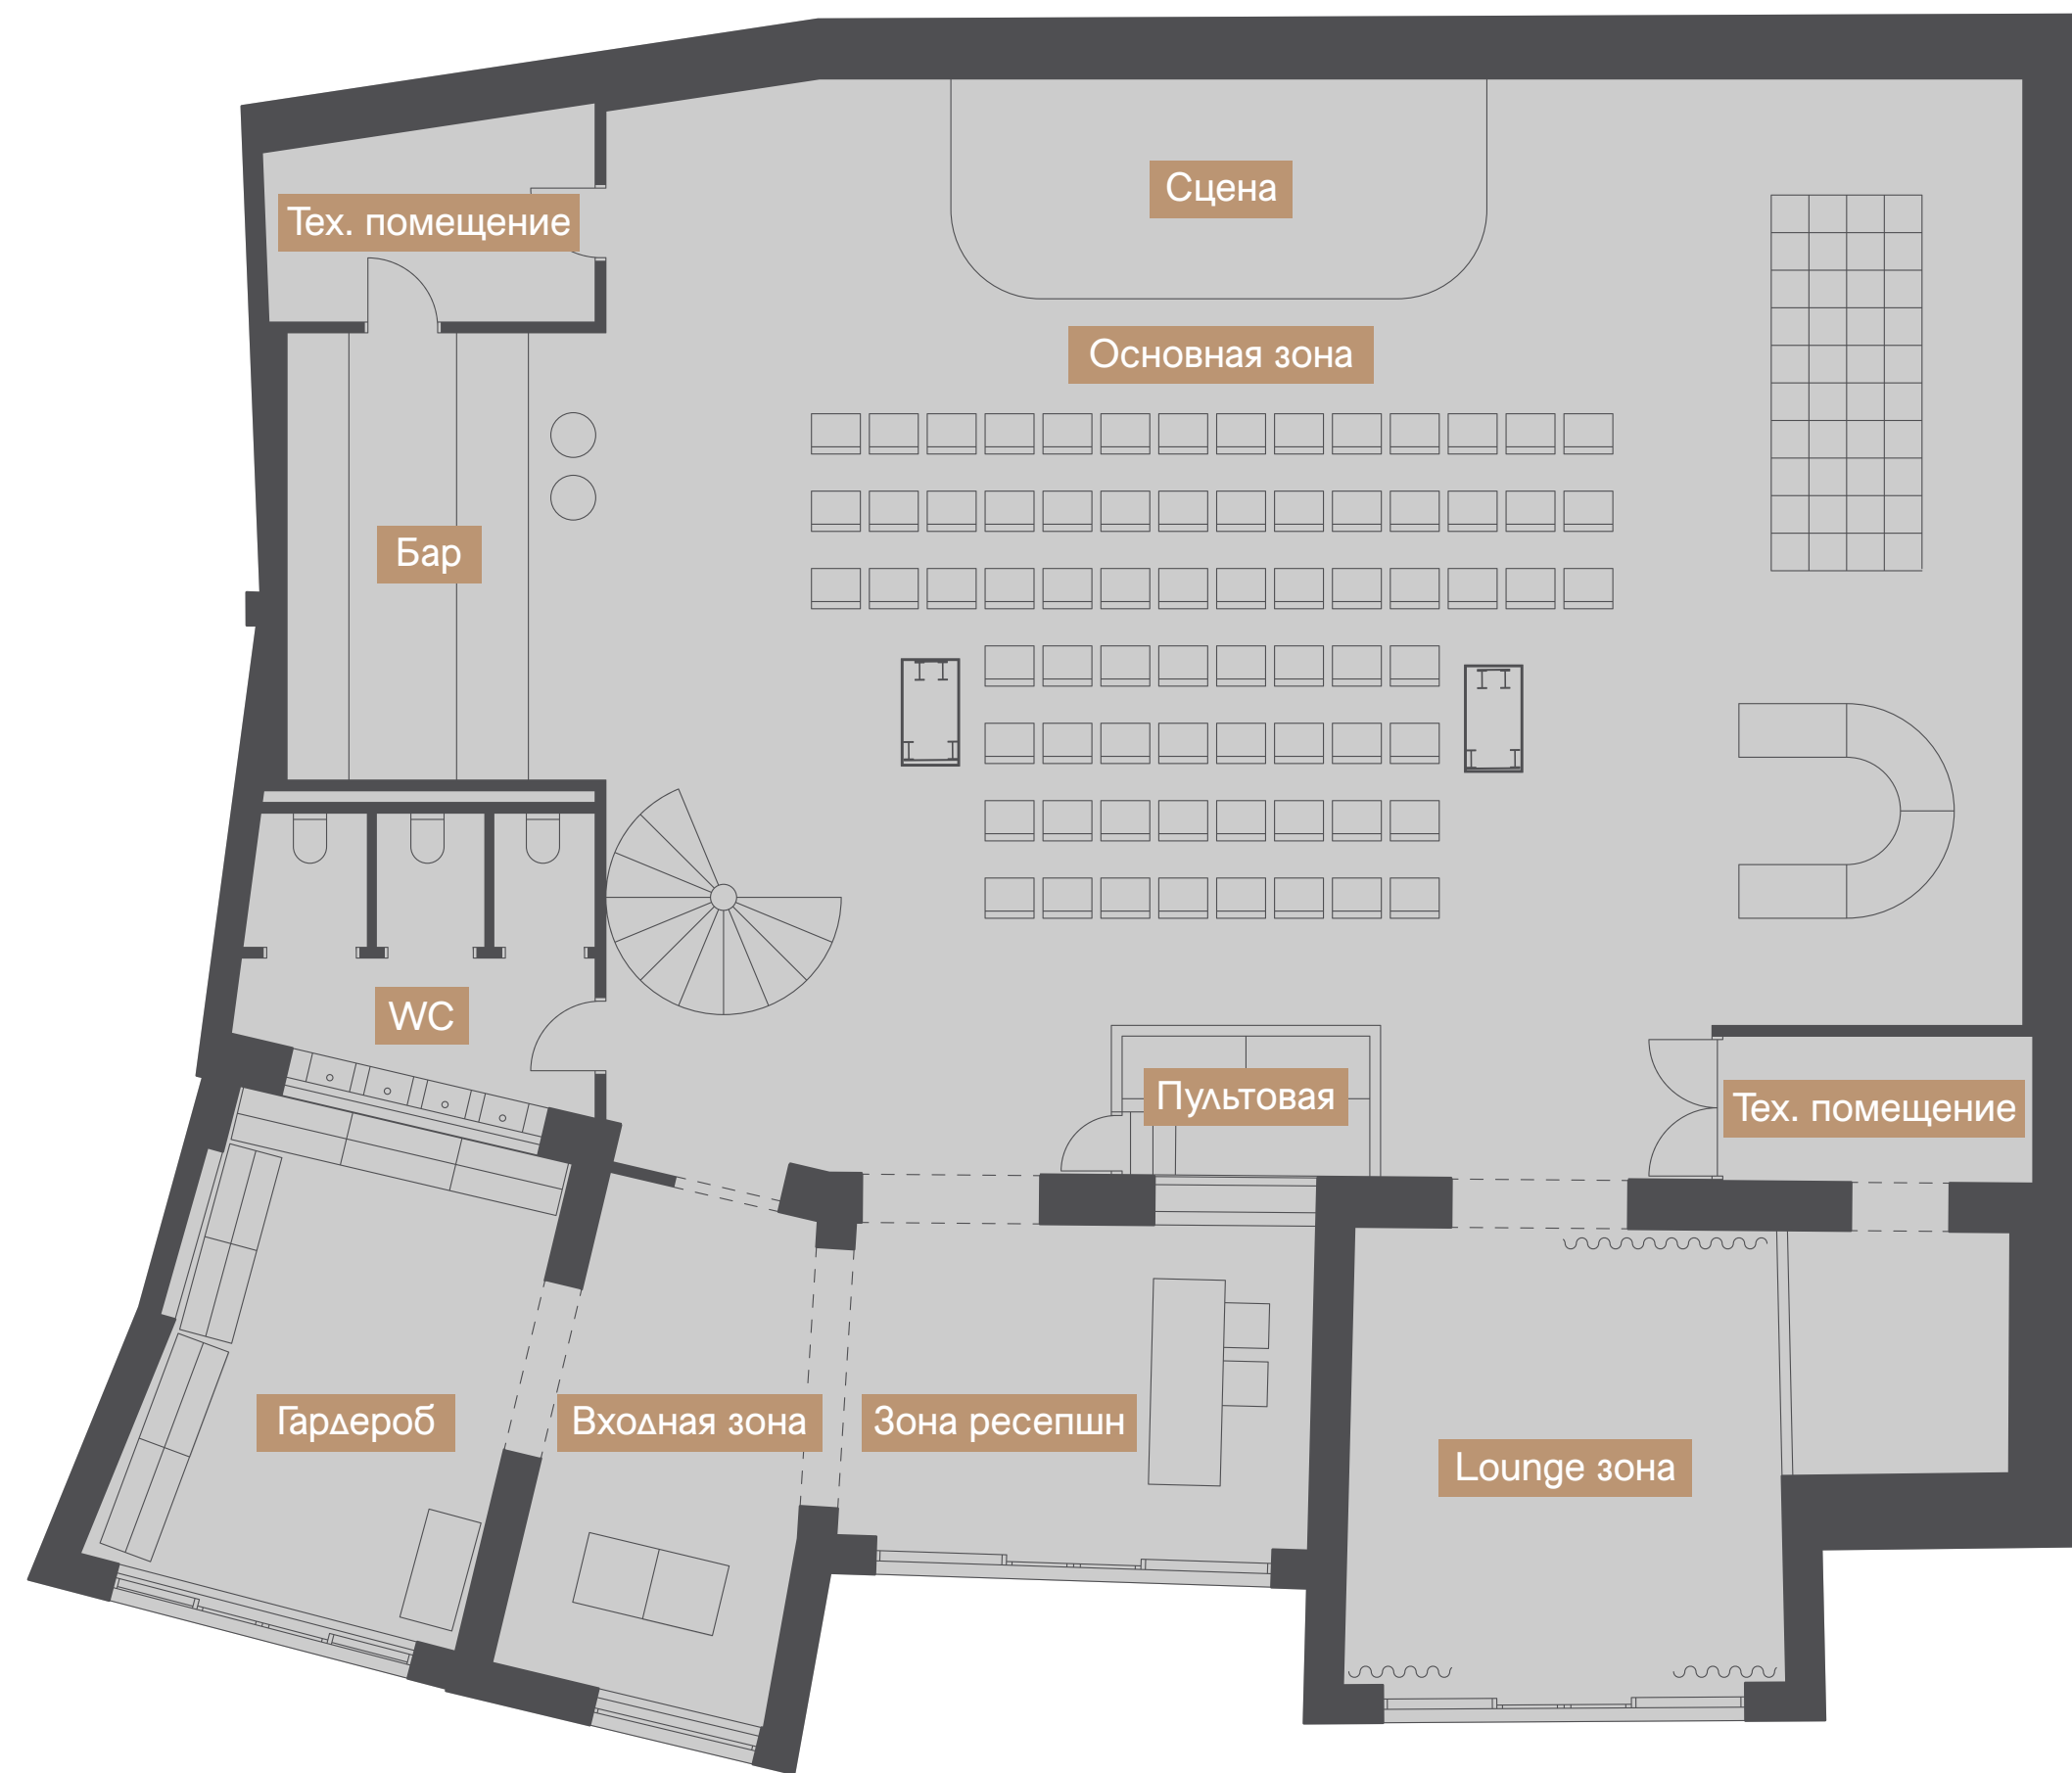 Сцена
Тех. помещение
Основная зона
Бар
WC
Пультовая
Тех. помещение
Гардероб
Входная зона
Зона ресепшн
Lounge зона